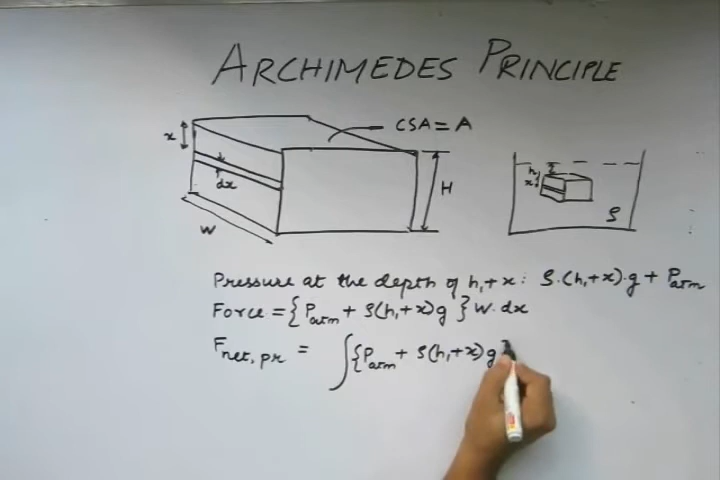 ARCHIMEDES PRINCIPLE
CSA = A
x
dx
H
W
h
x
ρ
Pressure at the depth of h₁+x : ρ.(h₁+x).g + Patm
Force = {Patm + ρ(h₁+x)g} W.dx
Fnet,pr = ∫{Patm + ρ(h₁+x)g}